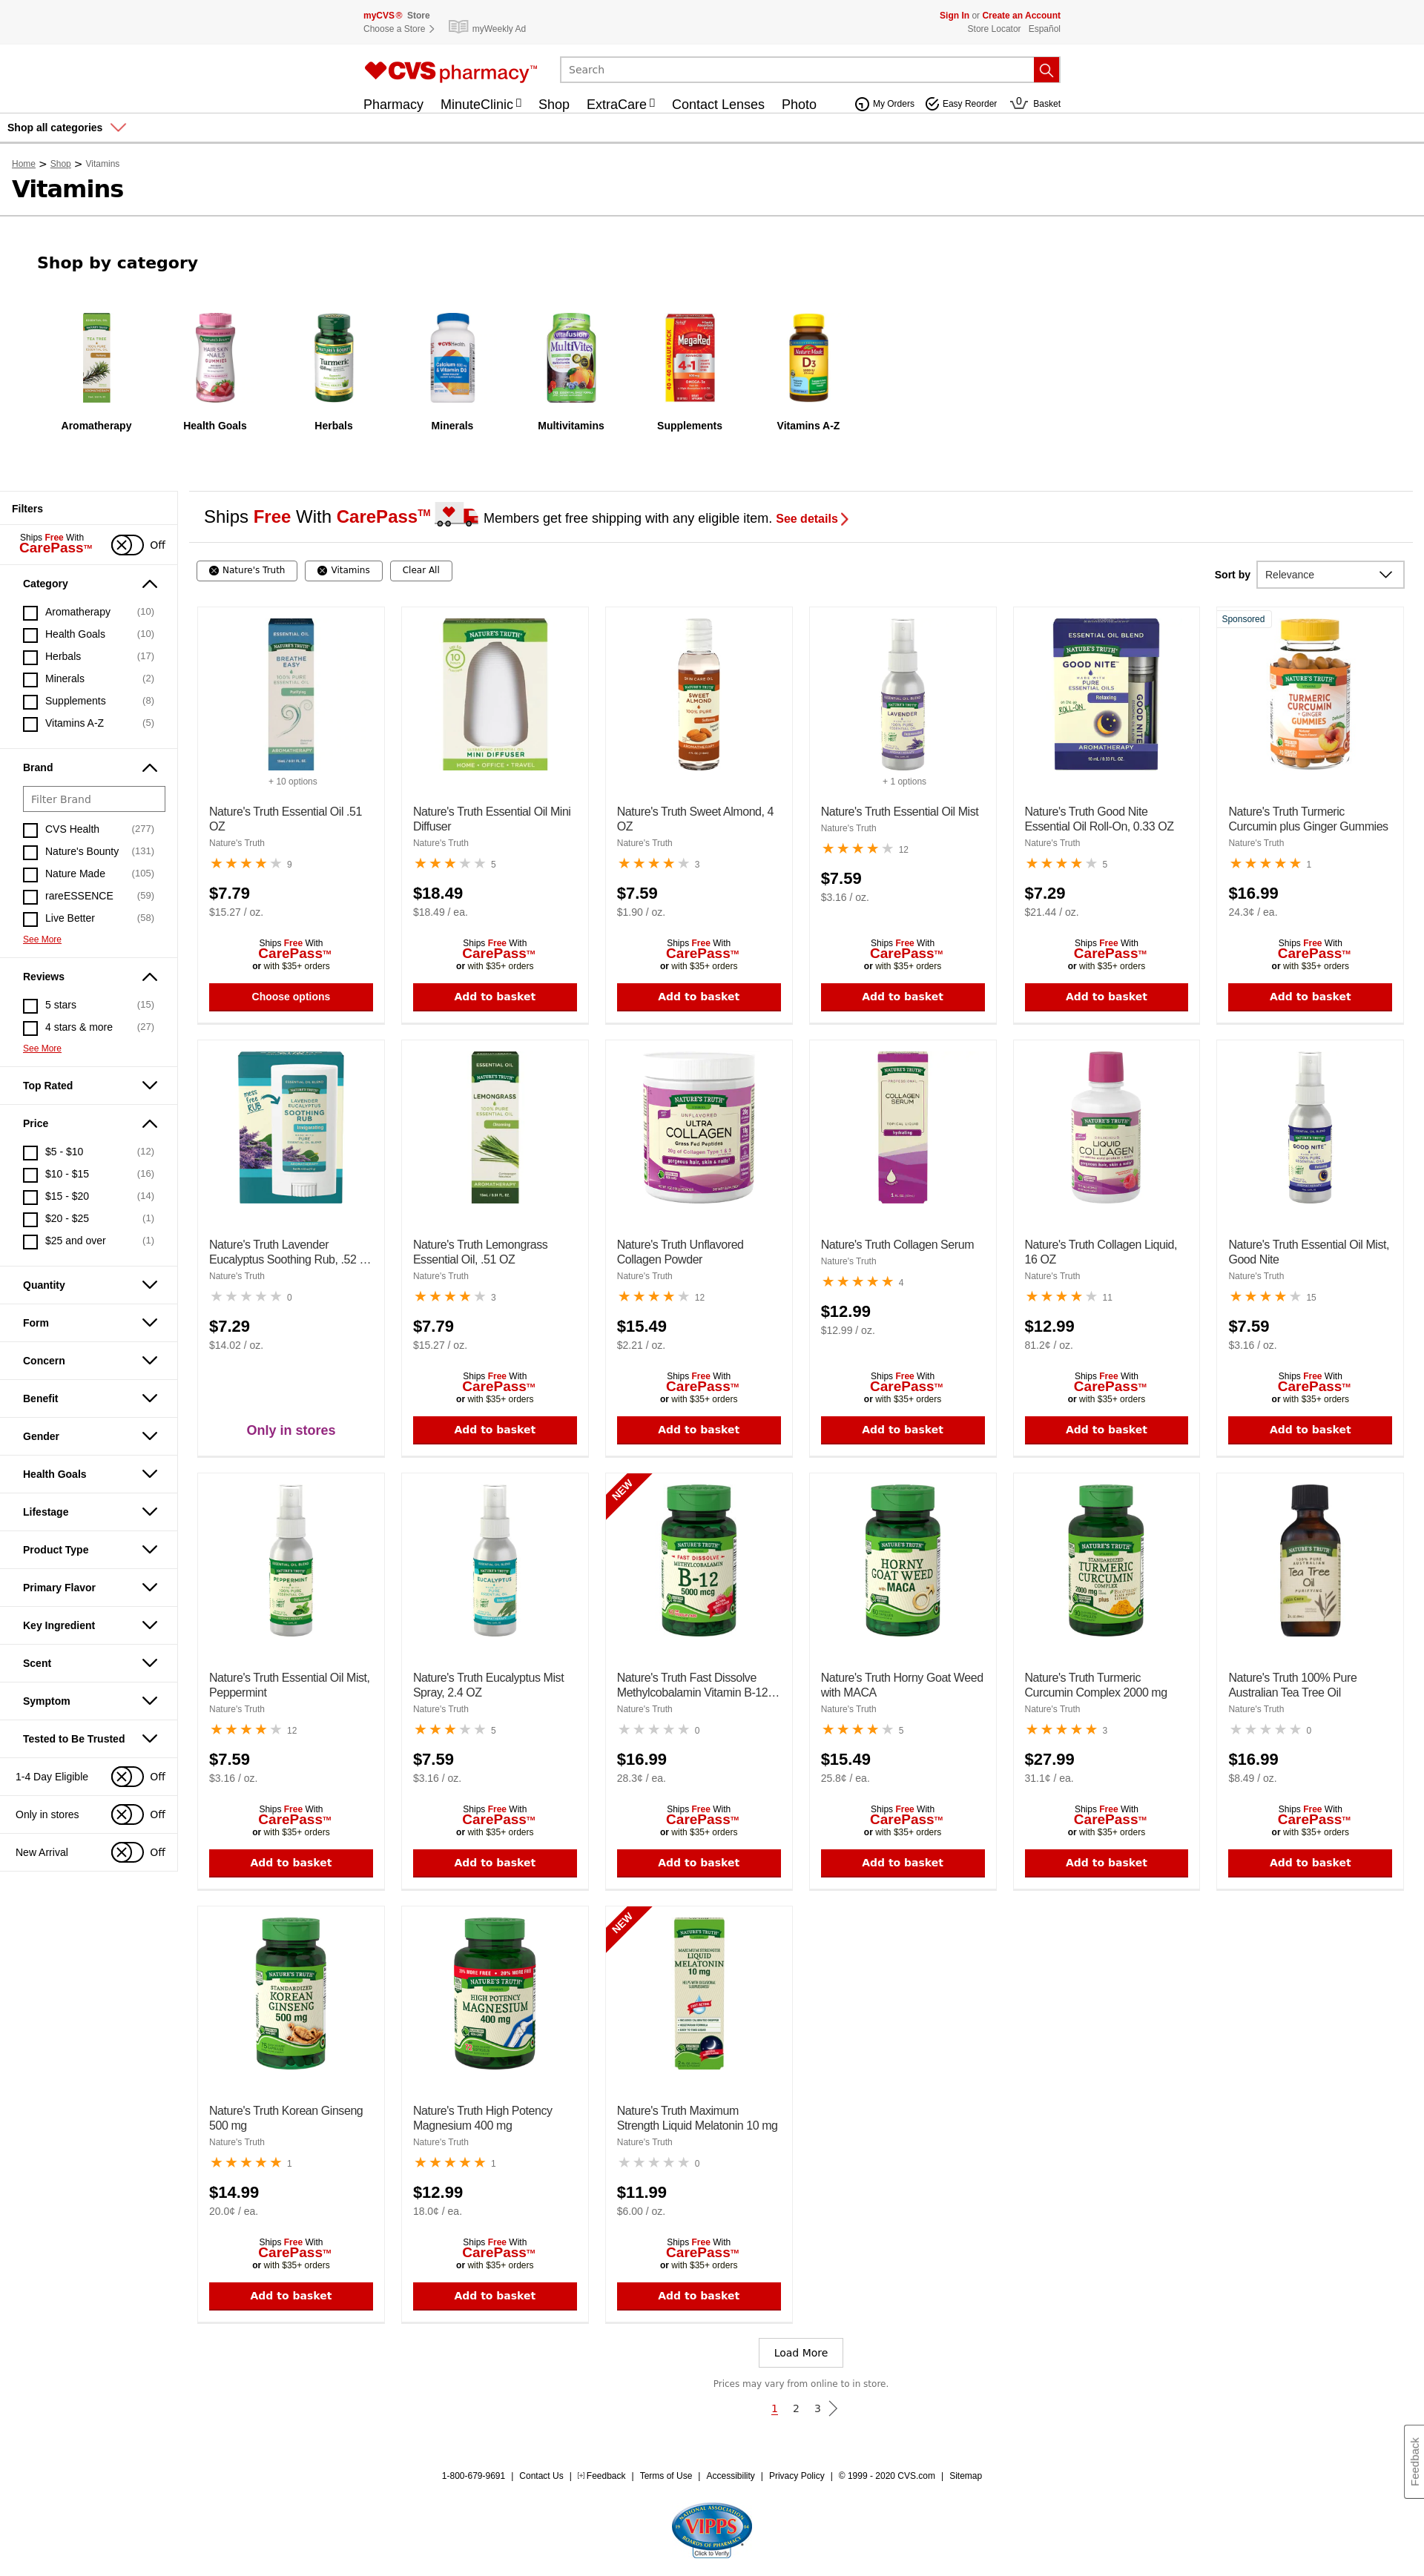 myCVS® Store
Choose a Store
myWeekly Ad
Sign In or Create an Account
Store Locator Español
CVS pharmacy™
Search
Pharmacy MinuteClinic Shop ExtraCare Contact Lenses Photo
My Orders Easy Reorder 0 Basket
Shop all categories
Home > Shop > Vitamins
Vitamins
Shop by category
Aromatherapy
Health Goals
Herbals
Minerals
Multivitamins
Supplements
Vitamins A-Z
Filters
Ships Free With
CarePass™
Off
Category
Aromatherapy (10)
Health Goals (10)
Herbals (17)
Minerals (2)
Supplements (8)
Vitamins A-Z (5)
Brand
Filter Brand
CVS Health (277)
Nature's Bounty (131)
Nature Made (105)
rareESSENCE (59)
Live Better (58)
See More
Reviews
5 stars (15)
4 stars & more (27)
See More
Top Rated
Price
$5 - $10 (12)
$10 - $15 (16)
$15 - $20 (14)
$20 - $25 (1)
$25 and over (1)
Quantity
Form
Concern
Benefit
Gender
Health Goals
Lifestage
Product Type
Primary Flavor
Key Ingredient
Scent
Symptom
Tested to Be Trusted
1-4 Day Eligible Off
Only in stores Off
New Arrival Off
Ships Free With CarePass™ Members get free shipping with any eligible item. See details
Nature's Truth
Vitamins
Clear All
Sort by Relevance
+ 10 options
Nature's Truth Essential Oil .51
OZ
Nature's Truth
9
$7.79
$15.27 / oz.
Ships Free With
CarePass™
or with $35+ orders
Choose options
Nature's Truth Essential Oil Mini
Diffuser
Nature's Truth
5
$18.49
$18.49 / ea.
Ships Free With
CarePass™
or with $35+ orders
Add to basket
Nature's Truth Sweet Almond, 4
OZ
Nature's Truth
3
$7.59
$1.90 / oz.
Ships Free With
CarePass™
or with $35+ orders
Add to basket
+ 1 options
Nature's Truth Essential Oil Mist
Nature's Truth
12
$7.59
$3.16 / oz.
Ships Free With
CarePass™
or with $35+ orders
Add to basket
Nature's Truth Good Nite
Essential Oil Roll-On, 0.33 OZ
Nature's Truth
5
$7.29
$21.44 / oz.
Ships Free With
CarePass™
or with $35+ orders
Add to basket
Sponsored
Nature's Truth Turmeric
Curcumin plus Ginger Gummies
Nature's Truth
1
$16.99
24.3¢ / ea.
Ships Free With
CarePass™
or with $35+ orders
Add to basket
Nature's Truth Lavender
Eucalyptus Soothing Rub, .52 …
Nature's Truth
0
$7.29
$14.02 / oz.
Only in stores
Nature's Truth Lemongrass
Essential Oil, .51 OZ
Nature's Truth
3
$7.79
$15.27 / oz.
Ships Free With
CarePass™
or with $35+ orders
Add to basket
Nature's Truth Unflavored
Collagen Powder
Nature's Truth
12
$15.49
$2.21 / oz.
Ships Free With
CarePass™
or with $35+ orders
Add to basket
Nature's Truth Collagen Serum
Nature's Truth
4
$12.99
$12.99 / oz.
Ships Free With
CarePass™
or with $35+ orders
Add to basket
Nature's Truth Collagen Liquid,
16 OZ
Nature's Truth
11
$12.99
81.2¢ / oz.
Ships Free With
CarePass™
or with $35+ orders
Add to basket
Nature's Truth Essential Oil Mist,
Good Nite
Nature's Truth
15
$7.59
$3.16 / oz.
Ships Free With
CarePass™
or with $35+ orders
Add to basket
Nature's Truth Essential Oil Mist,
Peppermint
Nature's Truth
12
$7.59
$3.16 / oz.
Ships Free With
CarePass™
or with $35+ orders
Add to basket
Nature's Truth Eucalyptus Mist
Spray, 2.4 OZ
Nature's Truth
5
$7.59
$3.16 / oz.
Ships Free With
CarePass™
or with $35+ orders
Add to basket
NEW
Nature's Truth Fast Dissolve
Methylcobalamin Vitamin B-12…
Nature's Truth
0
$16.99
28.3¢ / ea.
Ships Free With
CarePass™
or with $35+ orders
Add to basket
Nature's Truth Horny Goat Weed
with MACA
Nature's Truth
5
$15.49
25.8¢ / ea.
Ships Free With
CarePass™
or with $35+ orders
Add to basket
Nature's Truth Turmeric
Curcumin Complex 2000 mg
Nature's Truth
3
$27.99
31.1¢ / ea.
Ships Free With
CarePass™
or with $35+ orders
Add to basket
Nature's Truth 100% Pure
Australian Tea Tree Oil
Nature's Truth
0
$16.99
$8.49 / oz.
Ships Free With
CarePass™
or with $35+ orders
Add to basket
Nature's Truth Korean Ginseng
500 mg
Nature's Truth
1
$14.99
20.0¢ / ea.
Ships Free With
CarePass™
or with $35+ orders
Add to basket
Nature's Truth High Potency
Magnesium 400 mg
Nature's Truth
1
$12.99
18.0¢ / ea.
Ships Free With
CarePass™
or with $35+ orders
Add to basket
NEW
Nature's Truth Maximum
Strength Liquid Melatonin 10 mg
Nature's Truth
0
$11.99
$6.00 / oz.
Ships Free With
CarePass™
or with $35+ orders
Add to basket
Load More
Prices may vary from online to in store.
1 2 3
Feedback
1-800-679-9691 | Contact Us | [+] Feedback | Terms of Use | Accessibility | Privacy Policy | © 1999 - 2020 CVS.com | Sitemap
NATIONAL ASSOCIATION
VIPPS
BOARDS OF PHARMACY
Click to Verify